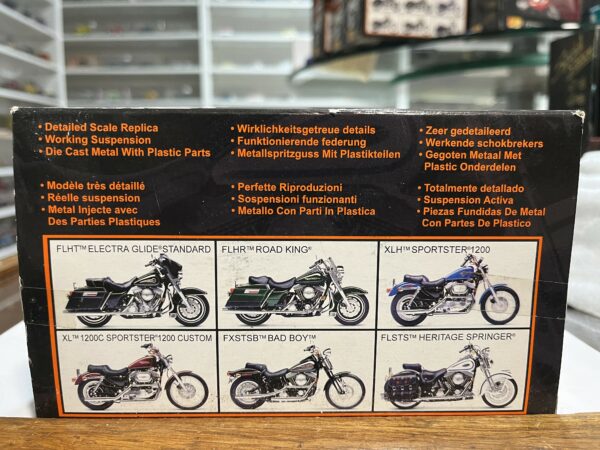 • Detailed Scale Replica
• Working Suspension
• Die Cast Metal With Plastic Parts
• Wirklichkeitsgetreue details
• Funktionierende federung
• Metallspritzguss Mit Plastikteilen
• Zeer gedetaileerd
• Werkende schokbrekers
• Gegoten Metaal Met
Plastic Onderdelen
• Modèle très détaillé
• Réelle suspension
• Metal Injecte avec
Des Parties Plastiques
• Perfette Riproduzioni
• Sospensioni funzionanti
• Metallo Con Parti In Plastica
• Totalmente detallado
• Suspension Activa
• Piezas Fundidas De Metal
Con Partes De Plastico
FLHT™ ELECTRA GLIDE® STANDARD
FLHR™ ROAD KING®
XLH™ SPORTSTER® 1200
XL™ 1200C SPORTSTER® 1200 CUSTOM
FXSTSB™ BAD BOY™
FLSTS™ HERITAGE SPRINGER®